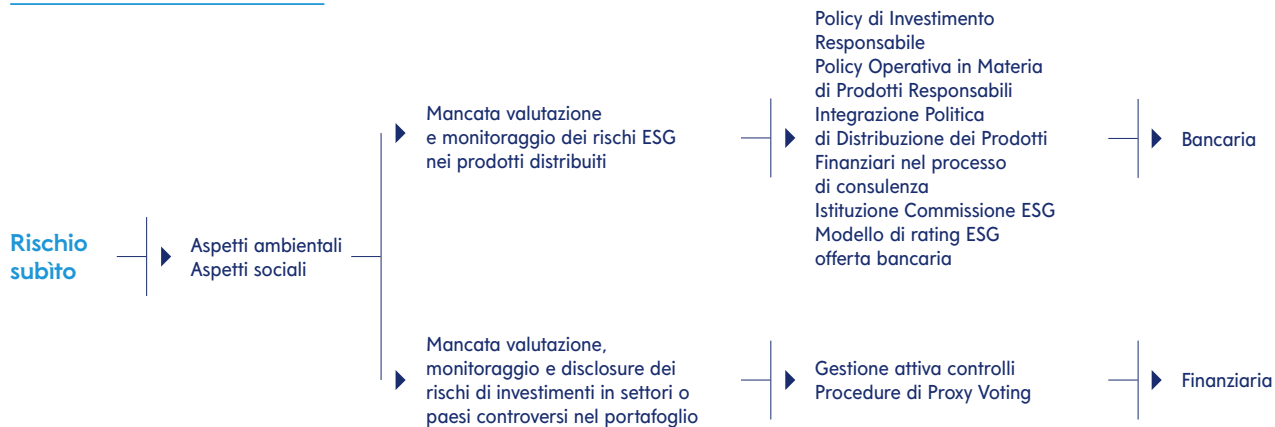 Rischio
subìto
Aspetti ambientali
Aspetti sociali
Mancata valutazione
e monitoraggio dei rischi ESG
nei prodotti distribuiti
Policy di Investimento
Responsabile
Policy Operativa in Materia
di Prodotti Responsabili
Integrazione Politica
di Distribuzione dei Prodotti
Finanziari nel processo
di consulenza
Istituzione Commissione ESG
Modello di rating ESG
offerta bancaria
Bancaria
Mancata valutazione,
monitoraggio e disclosure dei
rischi di investimenti in settori o
paesi controversi nel portafoglio
Gestione attiva controlli
Procedure di Proxy Voting
Finanziaria